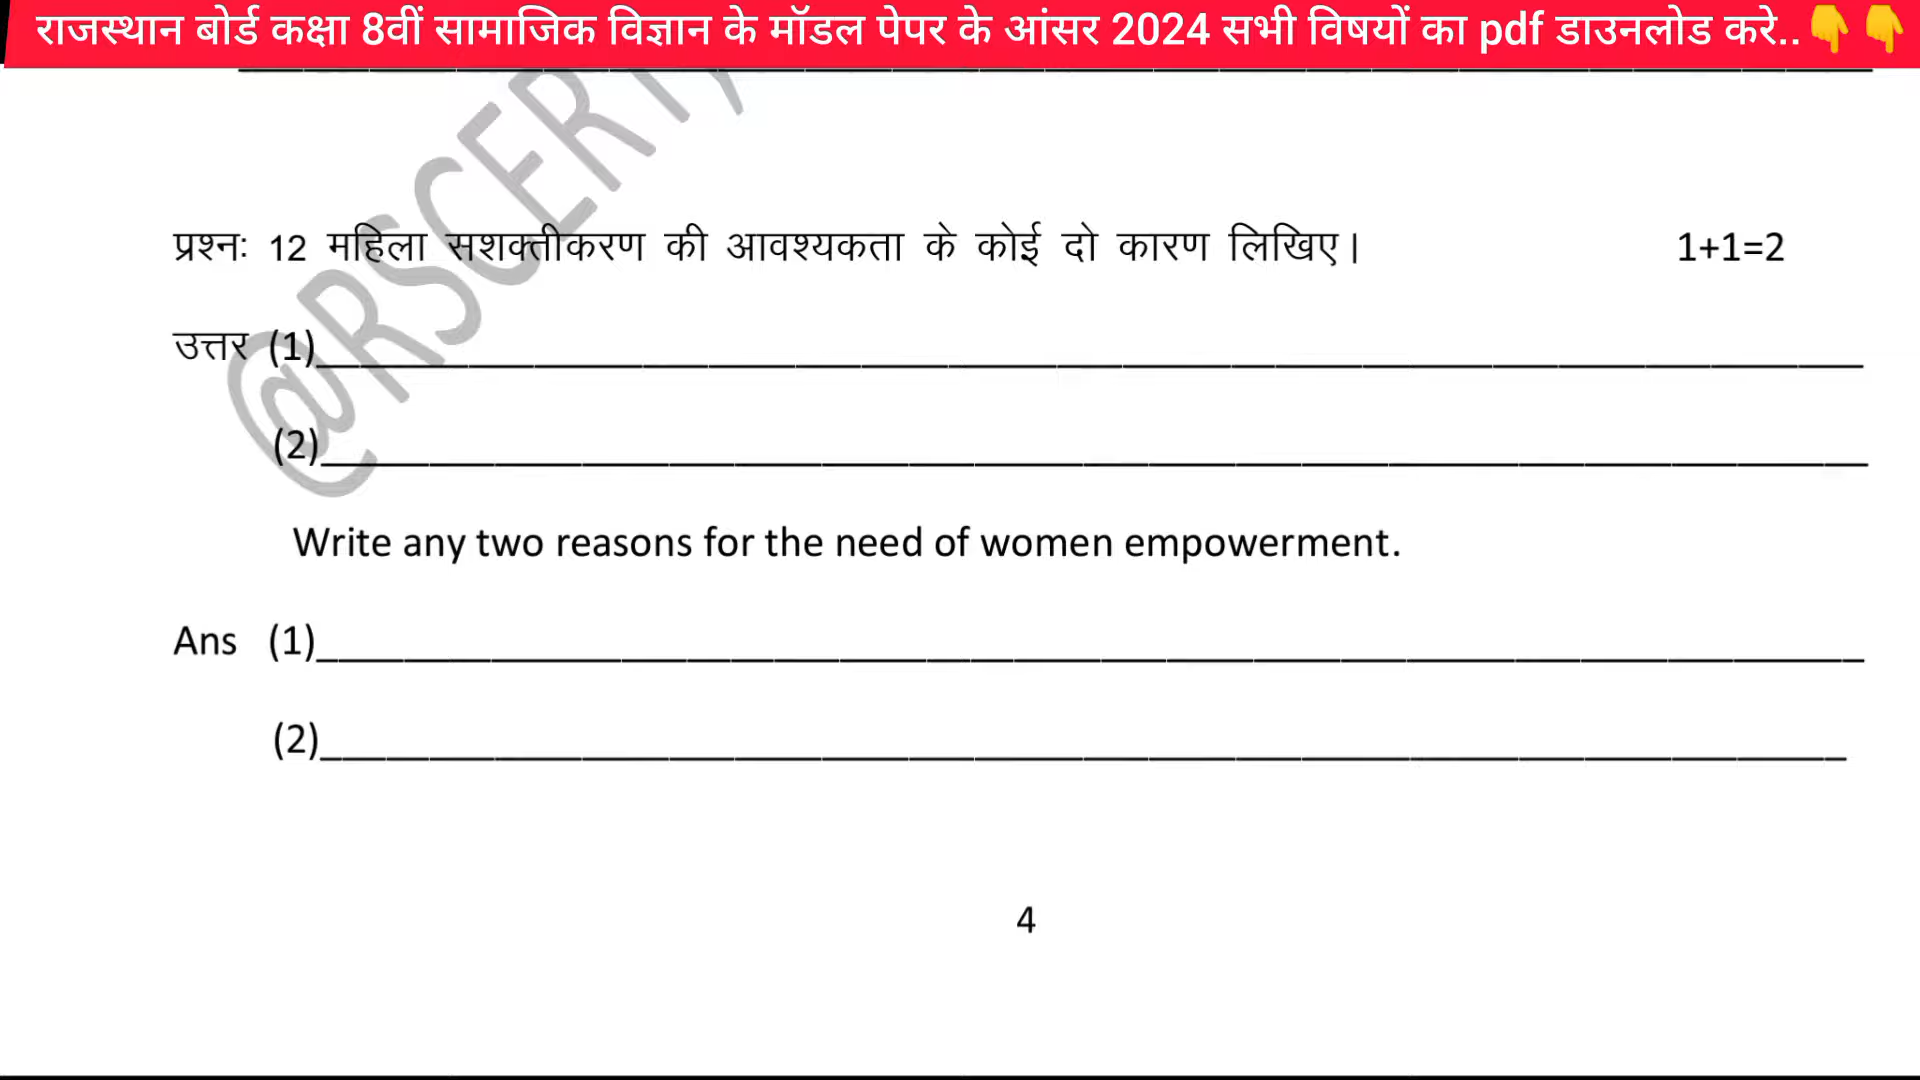 राजस्थान बोर्ड कक्षा 8वीं सामाजिक विज्ञान के मॉडल पेपर के आंसर 2024 सभी विषयों का pdf डाउनलोड करे..👇👇
@RSCERT,
प्रश्न: 12 महिला सशक्तीकरण की आवश्यकता के कोई दो कारण लिखिए। 1+1=2
उत्तर (1)
(2)
Write any two reasons for the need of women empowerment.
Ans (1)
(2)
4